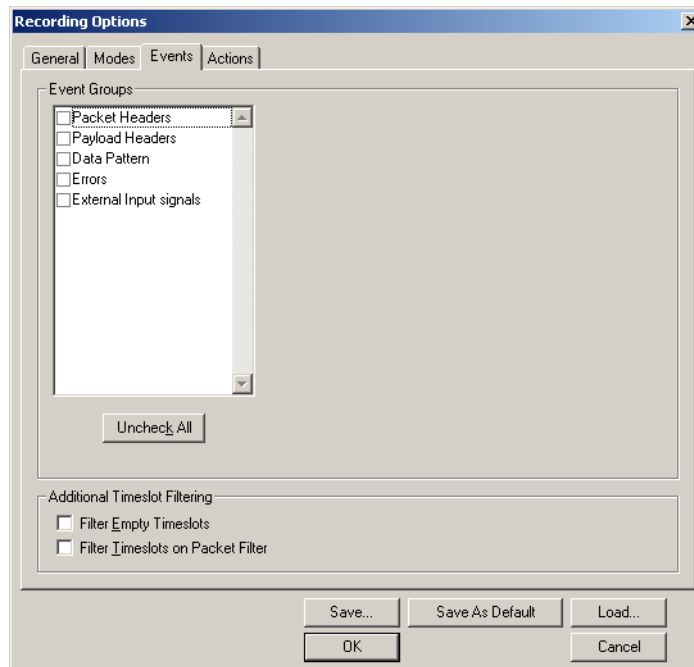 Recording Options
General Modes Events Actions
Event Groups
Packet Headers
Payload Headers
Data Pattern
Errors
External Input signals
Uncheck All
Additional Timeslot Filtering
Filter Empty Timeslots
Filter Timeslots on Packet Filter
Save... Save As Default Load...
OK Cancel